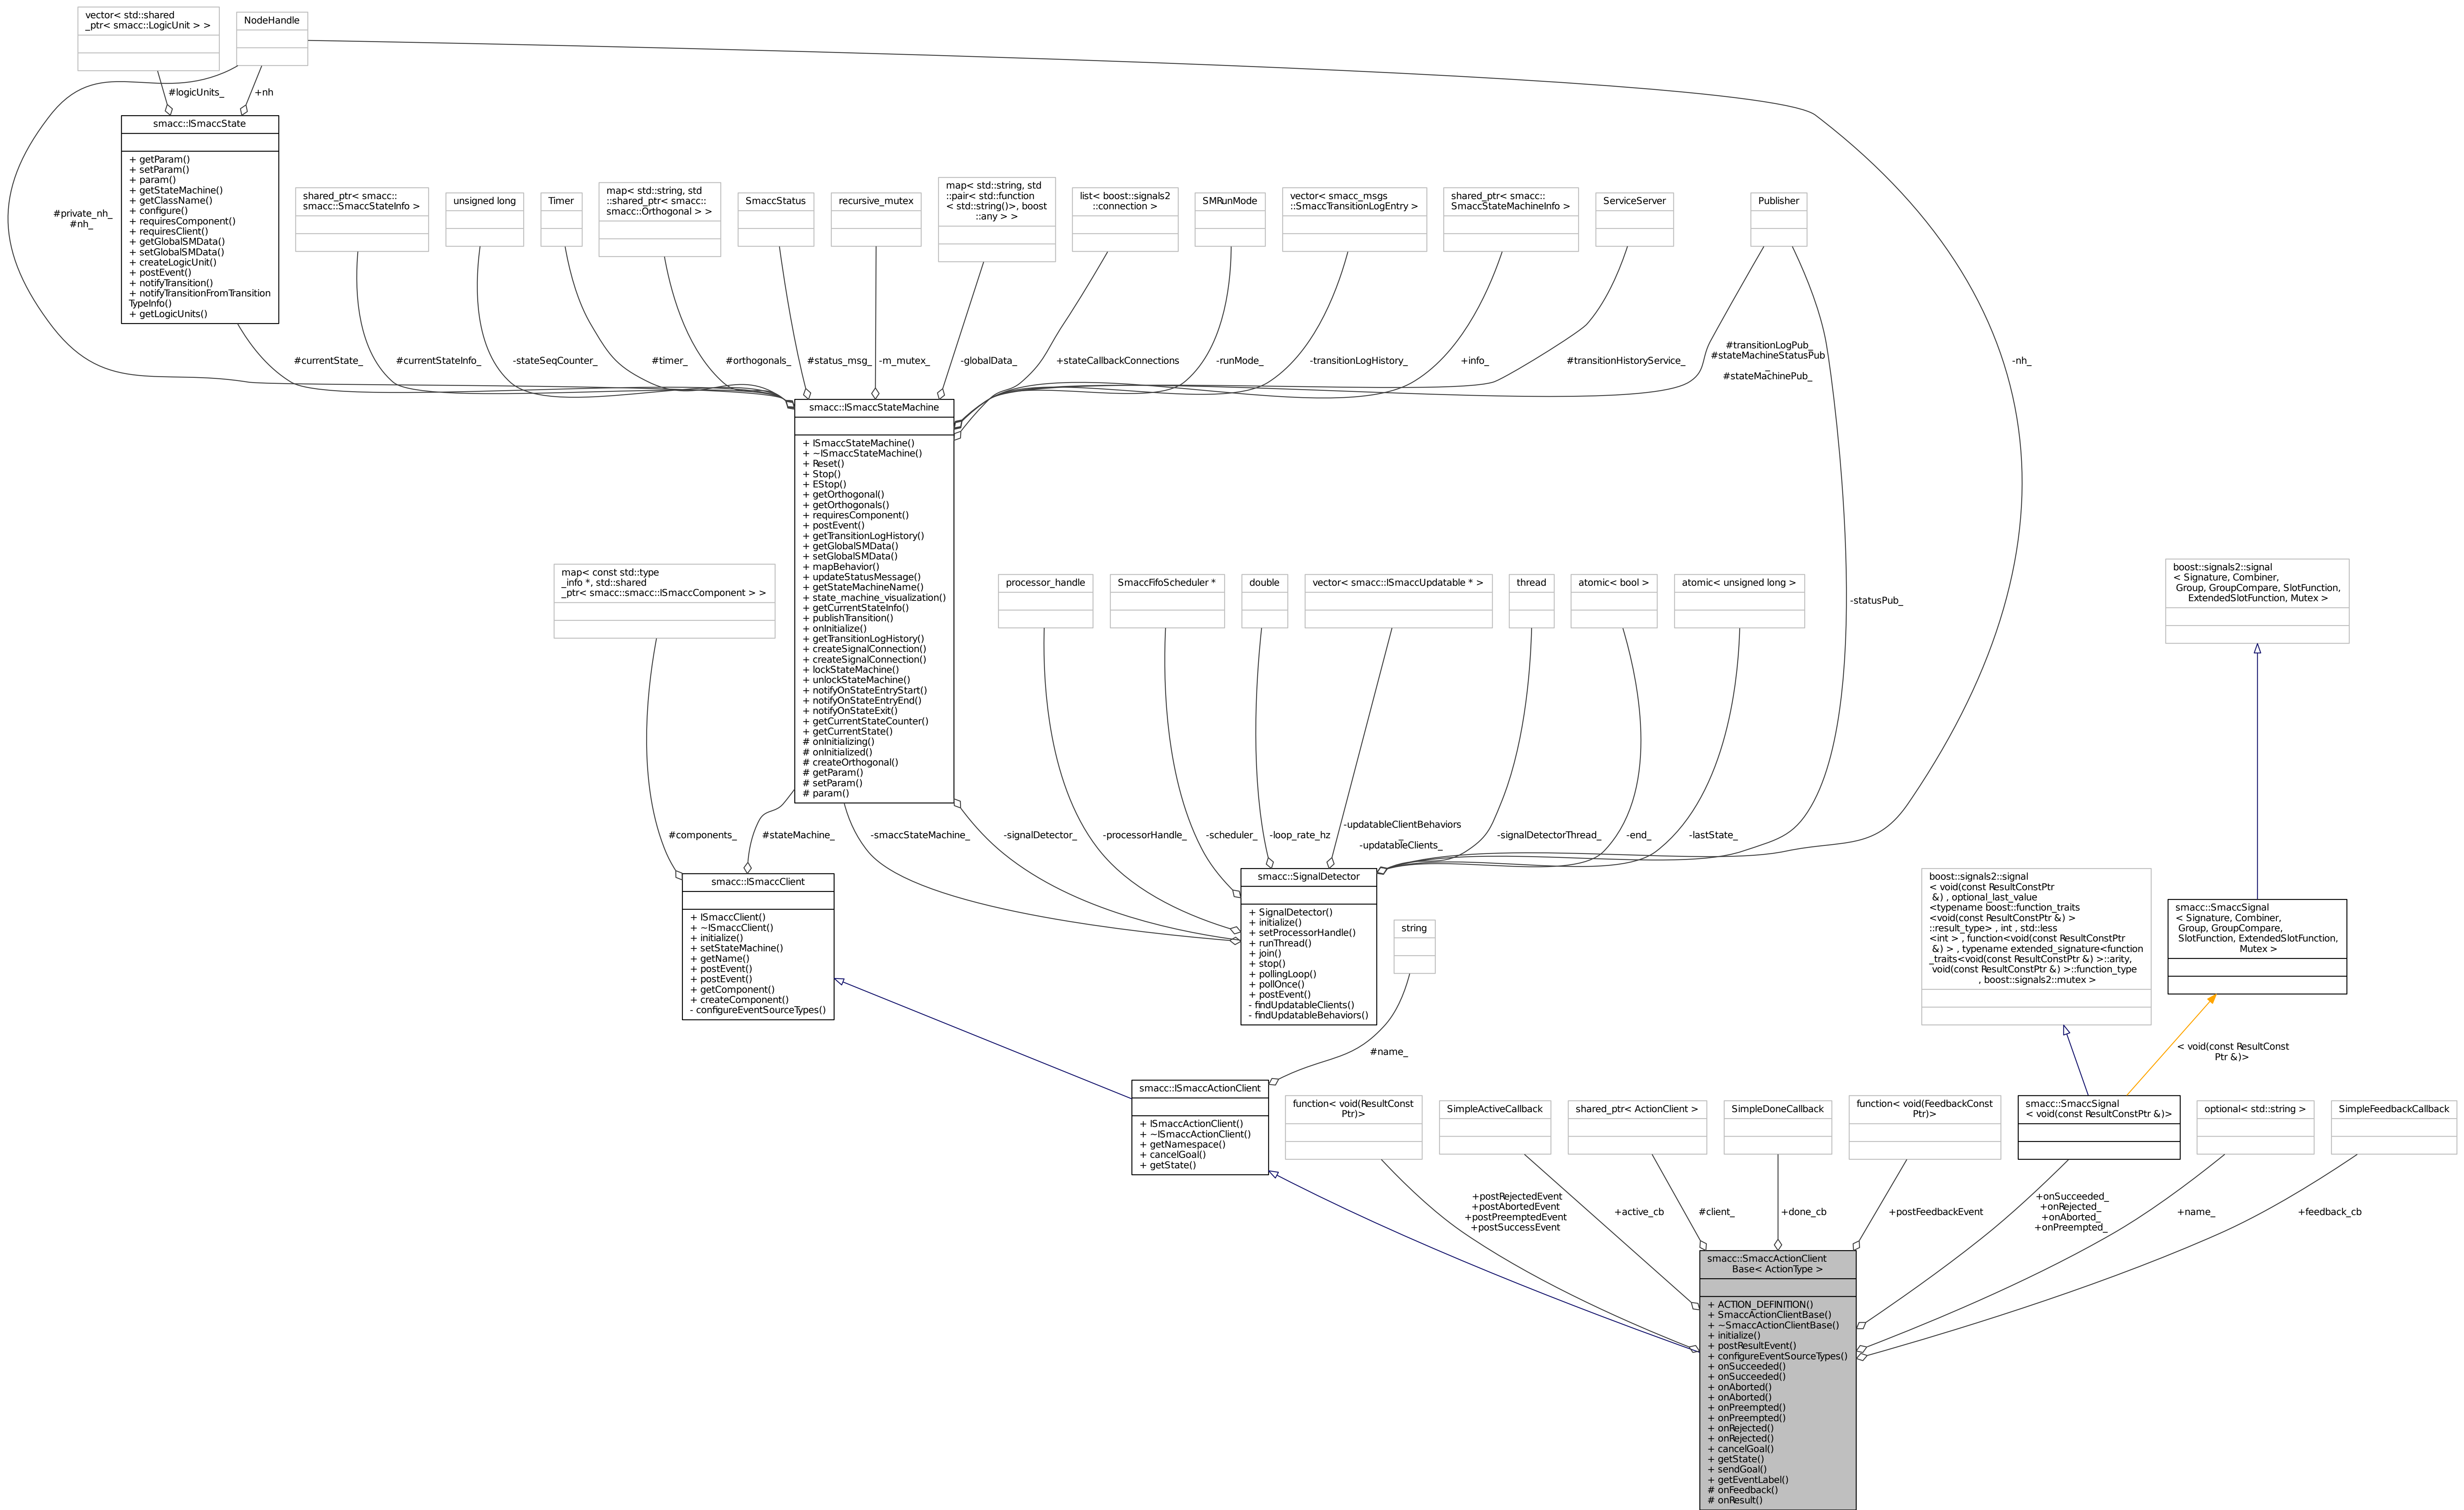 vector< std::shared
_ptr< smacc::LogicUnit > >
NodeHandle
#logicUnits_
+nh
smacc::ISmaccState
+ getParam()
+ setParam()
+ param()
+ getStateMachine()
+ getClassName()
+ configure()
+ requiresComponent()
+ requiresClient()
+ getGlobalSMData()
+ setGlobalSMData()
+ createLogicUnit()
+ postEvent()
+ notifyTransition()
+ notifyTransitionFromTransition
TypeInfo()
+ getLogicUnits()
#private_nh_
#nh_
shared_ptr< smacc::
smacc::SmaccStateInfo >
unsigned long
Timer
map< std::string, std
::shared_ptr< smacc::
smacc::Orthogonal > >
SmaccStatus
recursive_mutex
map< std::string, std
::pair< std::function
< std::string()>, boost
::any > >
list< boost::signals2
::connection >
SMRunMode
vector< smacc_msgs
::SmaccTransitionLogEntry >
shared_ptr< smacc::
SmaccStateMachineInfo >
ServiceServer
Publisher
#currentState_
#currentStateInfo_
-stateSeqCounter_
#timer_
#orthogonals_
#status_msg_
-m_mutex_
-globalData_
+stateCallbackConnections
-runMode_
-transitionLogHistory_
+info_
#transitionHistoryService_
#transitionLogPub_
#stateMachineStatusPub
_
#stateMachinePub_
-nh_
smacc::ISmaccStateMachine
+ ISmaccStateMachine()
+ ~ISmaccStateMachine()
+ Reset()
+ Stop()
+ EStop()
+ getOrthogonal()
+ getOrthogonals()
+ requiresComponent()
+ postEvent()
+ getTransitionLogHistory()
+ getGlobalSMData()
+ setGlobalSMData()
+ mapBehavior()
+ updateStatusMessage()
+ getStateMachineName()
+ state_machine_visualization()
+ getCurrentStateInfo()
+ publishTransition()
+ onInitialize()
+ getTransitionLogHistory()
+ createSignalConnection()
+ createSignalConnection()
+ lockStateMachine()
+ unlockStateMachine()
+ notifyOnStateEntryStart()
+ notifyOnStateEntryEnd()
+ notifyOnStateExit()
+ getCurrentStateCounter()
+ getCurrentState()
# onInitializing()
# onInitialized()
# createOrthogonal()
# getParam()
# setParam()
# param()
map< const std::type
_info *, std::shared
_ptr< smacc::smacc::ISmaccComponent > >
processor_handle
SmaccFifoScheduler *
double
vector< smacc::ISmaccUpdatable * >
thread
atomic< bool >
atomic< unsigned long >
-statusPub_
boost::signals2::signal
< Signature, Combiner,
Group, GroupCompare, SlotFunction,
ExtendedSlotFunction, Mutex >
#components_
#stateMachine_
-smaccStateMachine_
-signalDetector_
-processorHandle_
-scheduler_
-loop_rate_hz
-updatableClientBehaviors
_
-updatableClients_
-signalDetectorThread_
-end_
-lastState_
smacc::ISmaccClient
+ ISmaccClient()
+ ~ISmaccClient()
+ initialize()
+ setStateMachine()
+ getName()
+ postEvent()
+ postEvent()
+ getComponent()
+ createComponent()
- configureEventSourceTypes()
smacc::SignalDetector
+ SignalDetector()
+ initialize()
+ setProcessorHandle()
+ runThread()
+ join()
+ stop()
+ pollingLoop()
+ pollOnce()
+ postEvent()
- findUpdatableClients()
- findUpdatableBehaviors()
string
#name_
boost::signals2::signal
< void(const ResultConstPtr
&) , optional_last_value
<typename boost::function_traits
<void(const ResultConstPtr &) >
::result_type> , int , std::less
<int > , function<void(const ResultConstPtr
&) > , typename extended_signature<function
_traits<void(const ResultConstPtr &) >::arity,
void(const ResultConstPtr &) >::function_type
, boost::signals2::mutex >
smacc::SmaccSignal
< Signature, Combiner,
Group, GroupCompare,
SlotFunction, ExtendedSlotFunction,
Mutex >
< void(const ResultConst
Ptr &)>
smacc::ISmaccActionClient
+ ISmaccActionClient()
+ ~ISmaccActionClient()
+ getNamespace()
+ cancelGoal()
+ getState()
function< void(ResultConst
Ptr)>
SimpleActiveCallback
shared_ptr< ActionClient >
SimpleDoneCallback
function< void(FeedbackConst
Ptr)>
smacc::SmaccSignal
< void(const ResultConstPtr &)>
optional< std::string >
SimpleFeedbackCallback
+postRejectedEvent
+postAbortedEvent
+postPreemptedEvent
+postSuccessEvent
+active_cb
#client_
+done_cb
+postFeedbackEvent
+onSucceeded_
+onRejected_
+onAborted_
+onPreempted_
+name_
+feedback_cb
smacc::SmaccActionClient
Base< ActionType >
+ ACTION_DEFINITION()
+ SmaccActionClientBase()
+ ~SmaccActionClientBase()
+ initialize()
+ postResultEvent()
+ configureEventSourceTypes()
+ onSucceeded()
+ onSucceeded()
+ onAborted()
+ onAborted()
+ onPreempted()
+ onPreempted()
+ onRejected()
+ onRejected()
+ cancelGoal()
+ getState()
+ sendGoal()
+ getEventLabel()
# onFeedback()
# onResult()